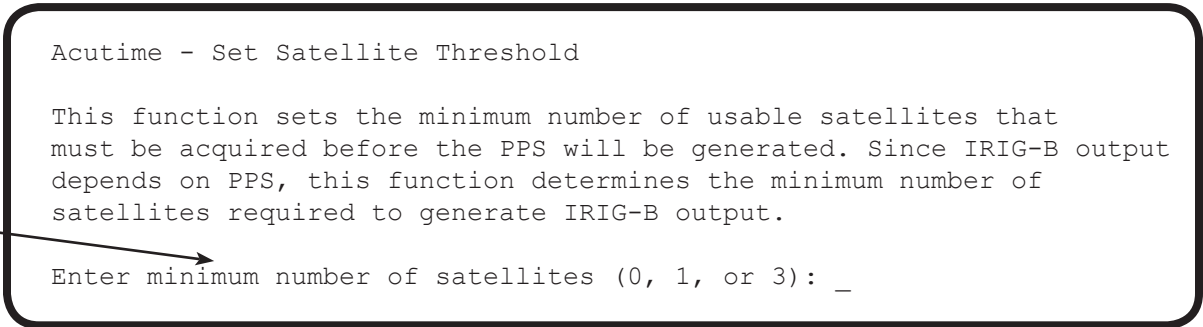 Acutime - Set Satellite Threshold
This function sets the minimum number of usable satellites that
must be acquired before the PPS will be generated. Since IRIG-B output
depends on PPS, this function determines the minimum number of
satellites required to generate IRIG-B output.
Enter minimum number of satellites (0, 1, or 3): _